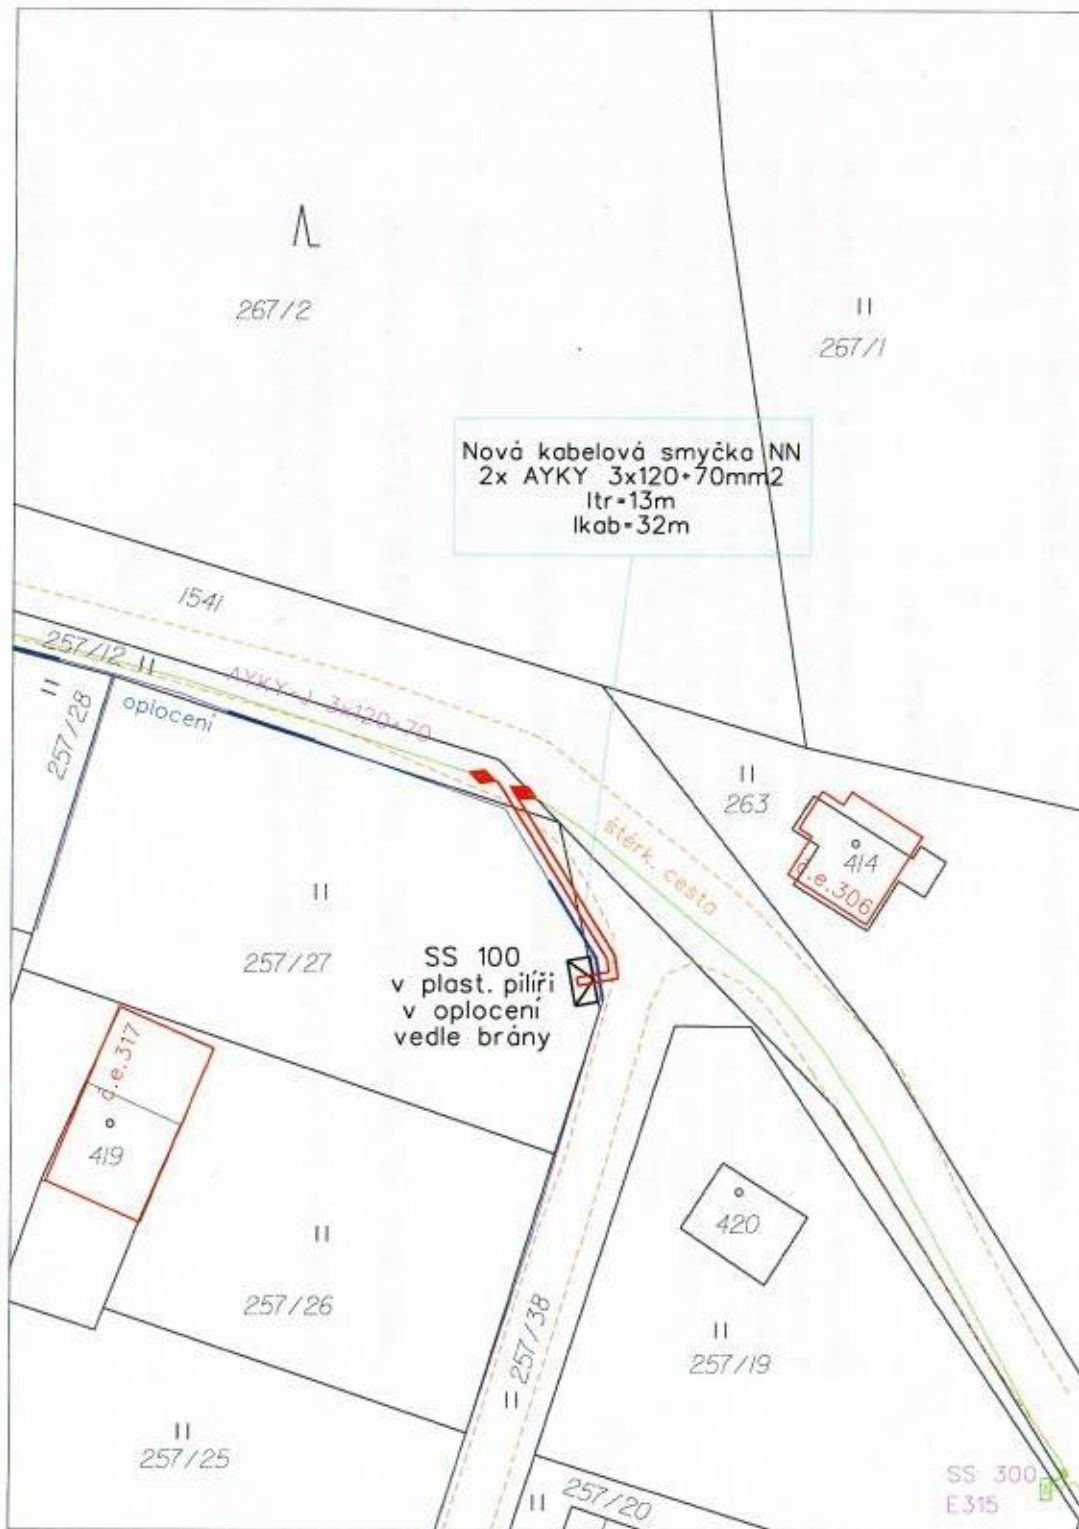 267/2
II
257/1
Nová kabelová smyčka NN
2x AYKY 3x120+70mm2
ltr=13m
lkab=32m
1541
257/12 II
AYKY-J 3x120+70
II
257/28
oplocení
II
263
štěrk. cesta
414
č.e.306
II
257/27
SS 100
v plast. pilíři
v oplocení
vedle brány
č.e.317
419
420
II
257/26
II
257/38
II
257/19
II
257/25
II
257/20
SS 300
E315